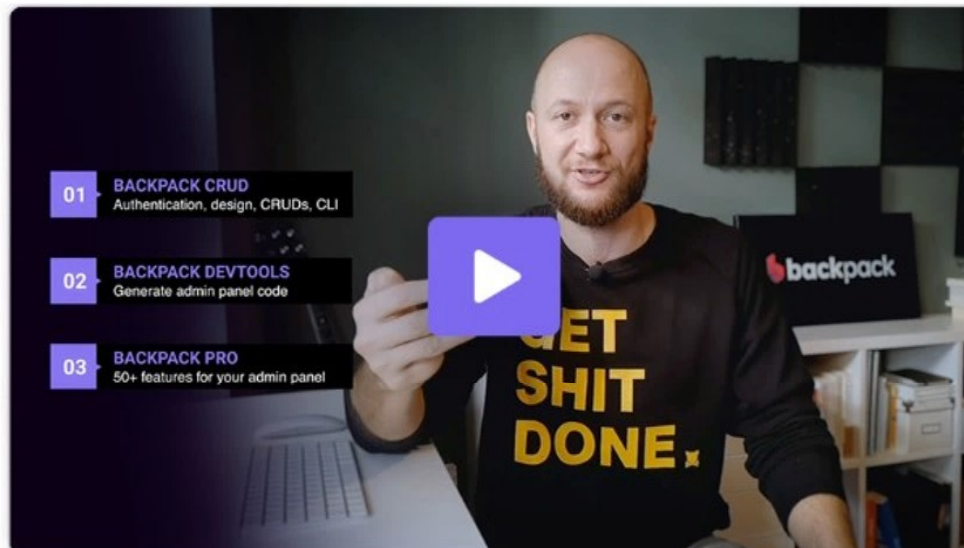 01
BACKPACK CRUD
Authentication, design, CRUDs, CLI
02
BACKPACK DEVTOOLS
Generate admin panel code
03
BACKPACK PRO
50+ features for your admin panel
backpack
GET
SHIT
DONE.